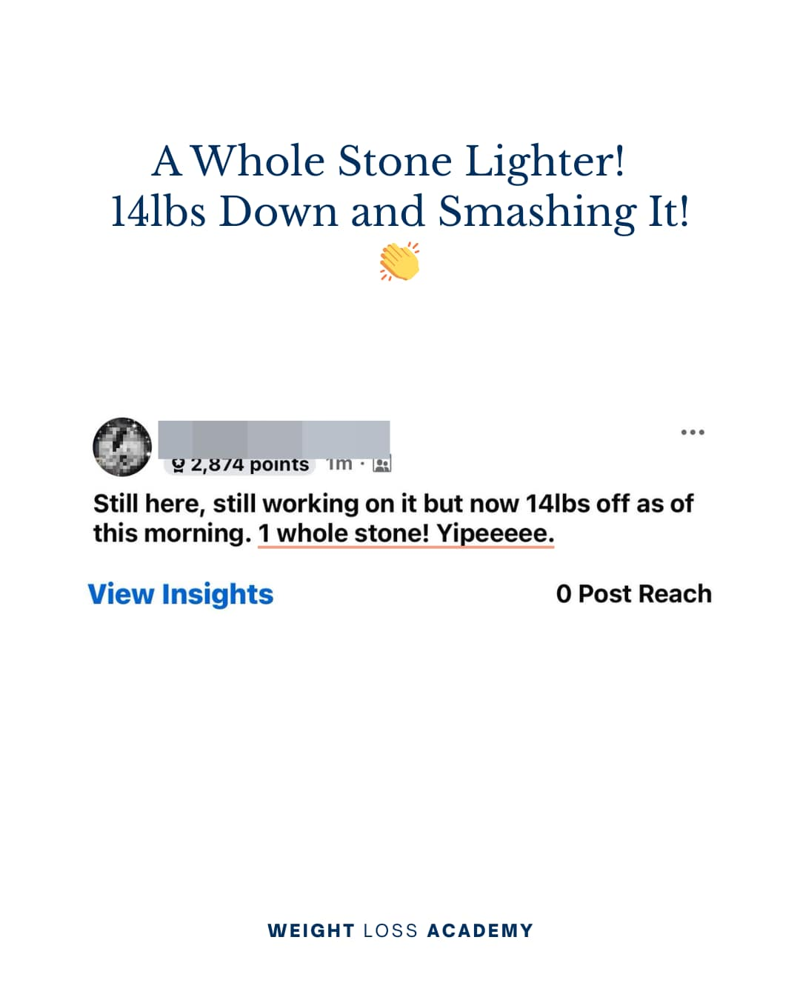 A Whole Stone Lighter!
14lbs Down and Smashing It!
👏
2,874 points 1m ·
Still here, still working on it but now 14lbs off as of
this morning. 1 whole stone! Yipeeeee.
View Insights 0 Post Reach
WEIGHT LOSS ACADEMY